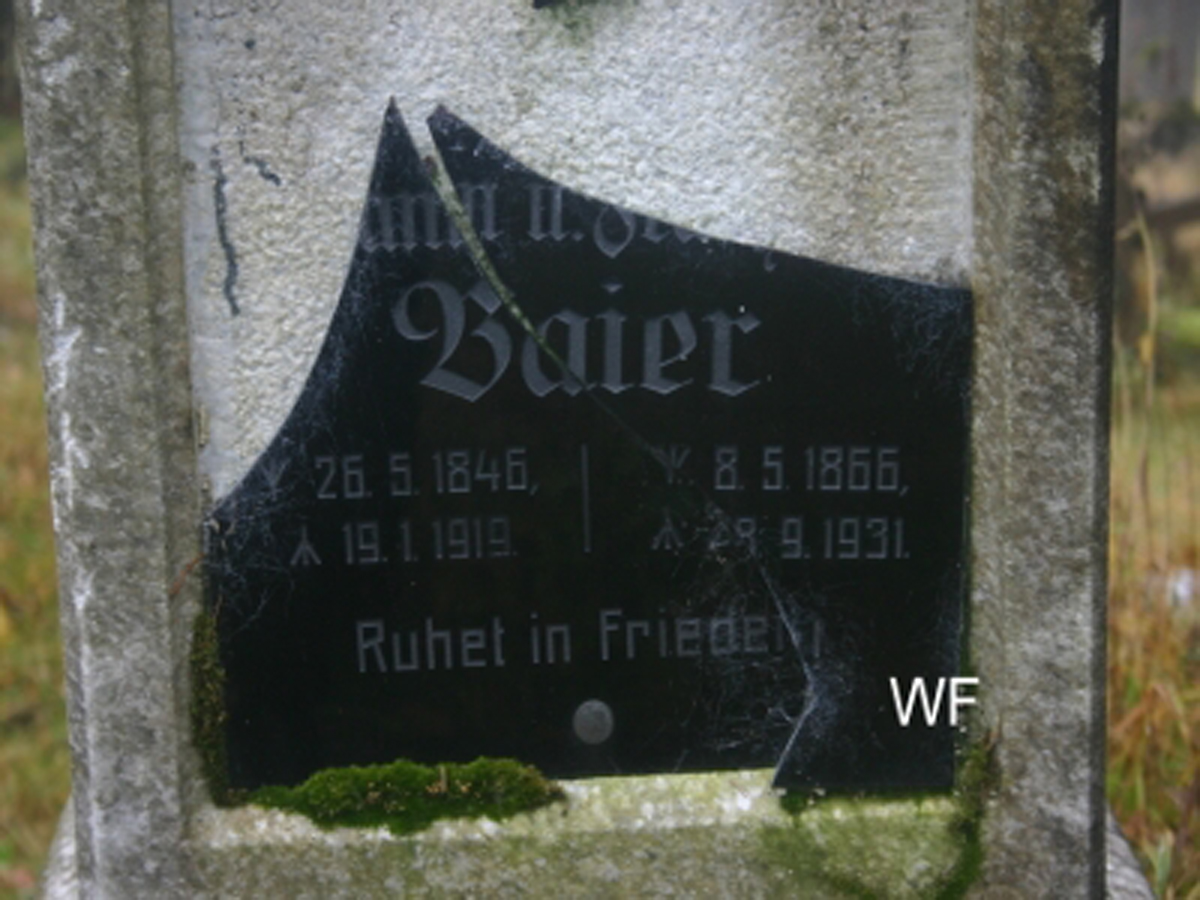 u.
Baier
26. 5. 1846, | 8. 5. 1866,
19. 1. 1919. 9. 1931.
Ruhet in Frieden
WF